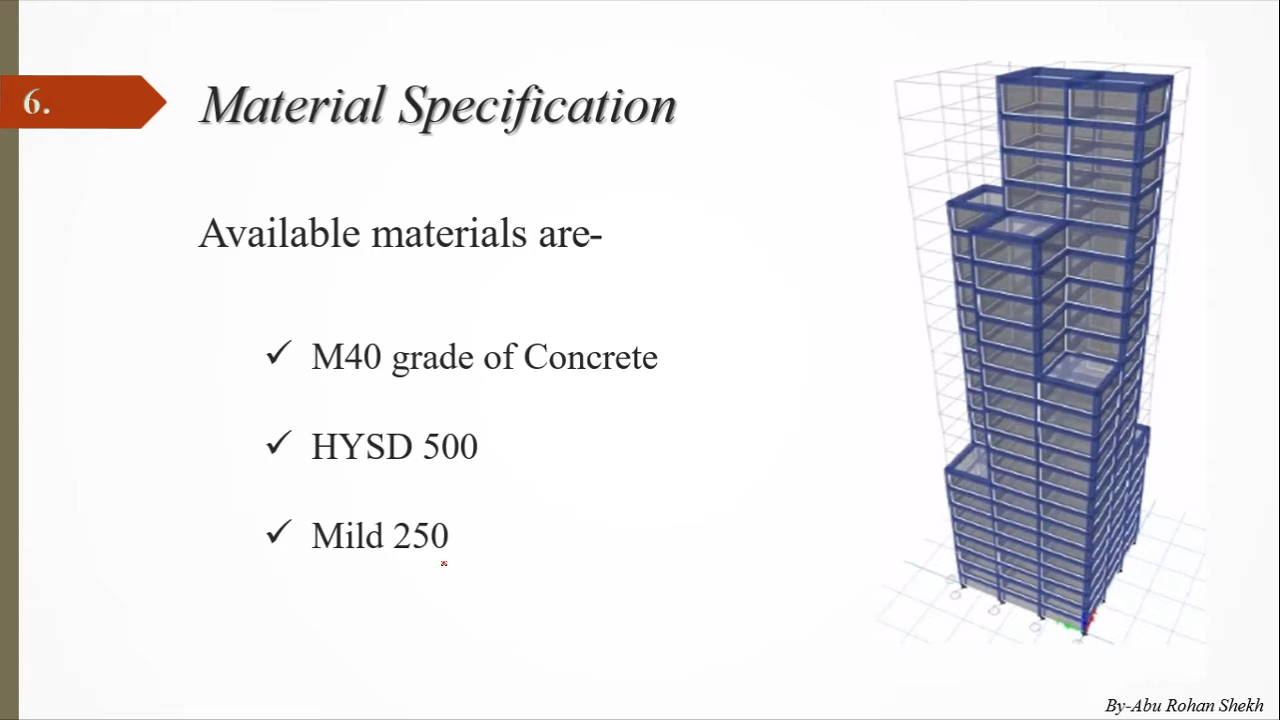 6.
Material Specification
Available materials are-
✓ M40 grade of Concrete
✓ HYSD 500
✓ Mild 250
By-Abu Rohan Shekh